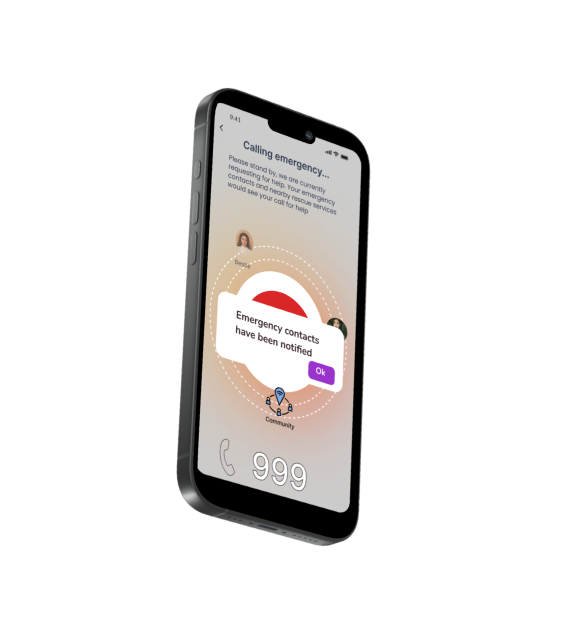 9:41
Calling emergency...
Please stand by, we are currently
requesting for help. Your emergency
contacts and nearby rescue services
would see your call for help
Emergency contacts
have been notified
Ok
Community
999